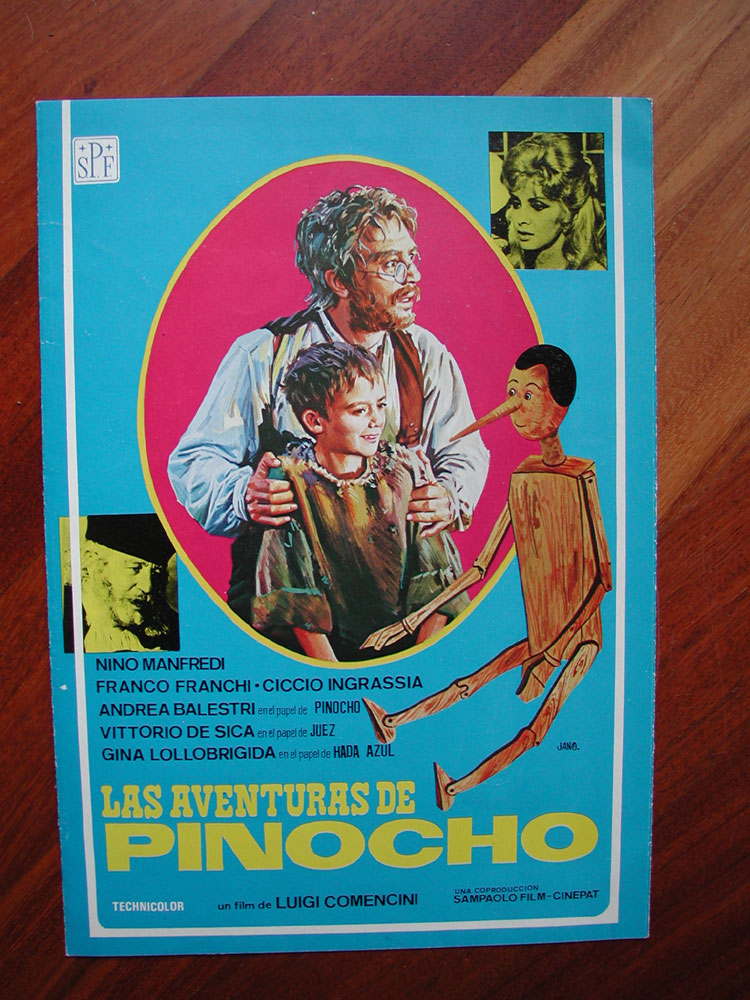 S.P.F.
NINO MANFREDI
FRANCO FRANCHI · CICCIO INGRASSIA
ANDREA BALESTRI en el papel de PINOCHO
VITTORIO DE SICA en el papel de JUEZ
GINA LOLLOBRIGIDA en el papel de HADA AZUL
JANO
LAS AVENTURAS DE
PINOCHO
TECHNICOLOR
un film de LUIGI COMENCINI
UNA COPRODUCCION
SAMPAOLO FILM-CINEPAT